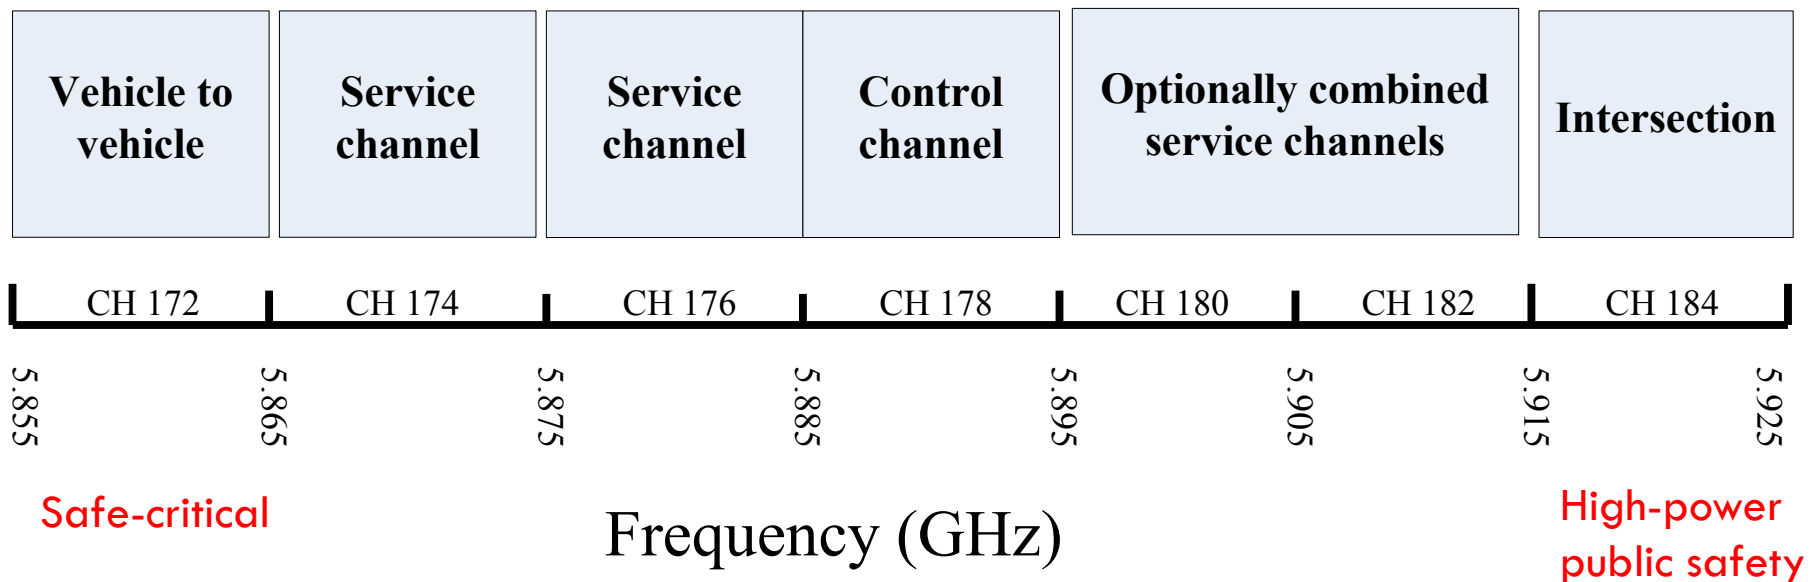 Vehicle to
vehicle
Service
channel
Service
channel
Control
channel
Optionally combined
service channels
Intersection
CH 172
CH 174
CH 176
CH 178
CH 180
CH 182
CH 184
5.855
5.865
5.875
5.885
5.895
5.905
5.915
5.925
Safe-critical
Frequency (GHz)
High-power
public safety